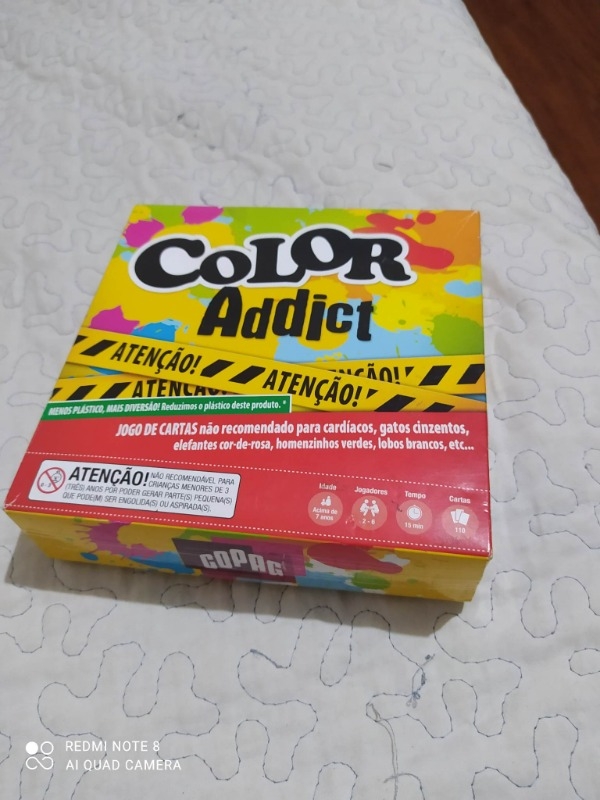 COLOR
Addict
ATENÇÃO!
ATENÇÃO!
MENOS PLÁSTICO, MAIS DIVERSÃO! Reduzimos o plástico deste produto. *
JOGO DE CARTAS não recomendado para cardíacos, gatos cinzentos,
elefantes cor-de-rosa, homenzinhos verdes, lobos brancos, etc...
ATENÇÃO! NÃO RECOMENDÁVEL PARA
CRIANÇAS MENORES DE 3
(TRÊS) ANOS POR PODER GERAR PARTE(S) PEQUENA(S)
QUE PODE(M) SER ENGOLIDA(S) OU ASPIRADA(S).
Idade Jogadores Tempo Cartas
Acima de
7 anos 2 - 6 15 min 110
COPAG
REDMI NOTE 8
AI QUAD CAMERA